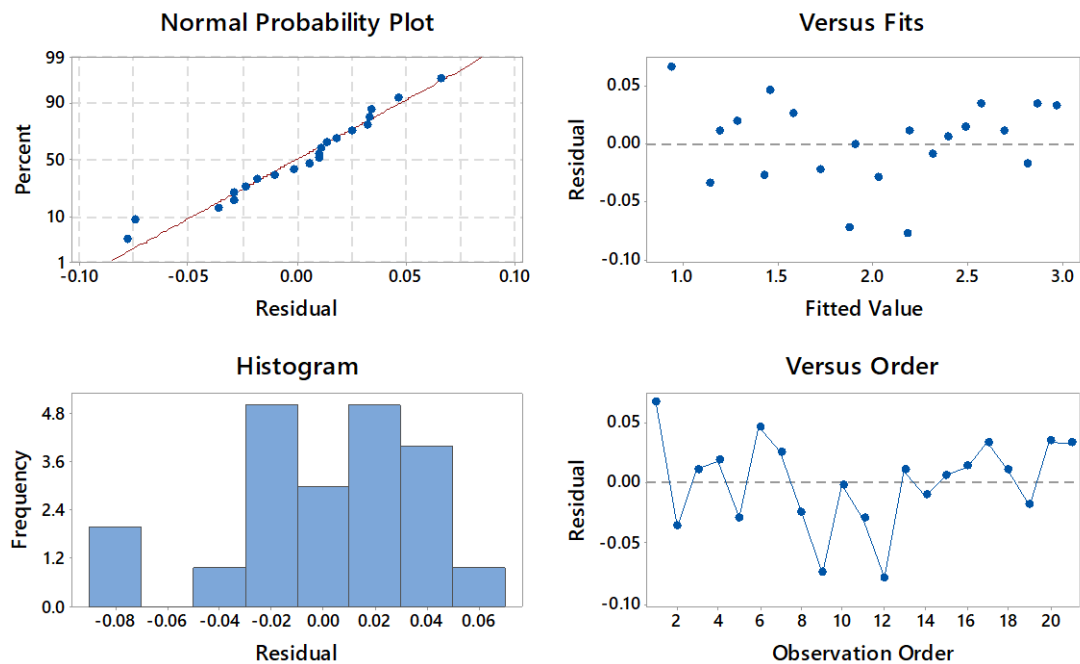 Normal Probability Plot
99
90
50
10
1
Percent
-0.10 -0.05 0.00 0.05 0.10
Residual
Versus Fits
0.05
0.00
-0.05
-0.10
Residual
1.0 1.5 2.0 2.5 3.0
Fitted Value
Histogram
4.8
3.6
2.4
1.2
0.0
Frequency
-0.08 -0.06 -0.04 -0.02 0.00 0.02 0.04 0.06
Residual
Versus Order
0.05
0.00
-0.05
-0.10
Residual
2 4 6 8 10 12 14 16 18 20
Observation Order